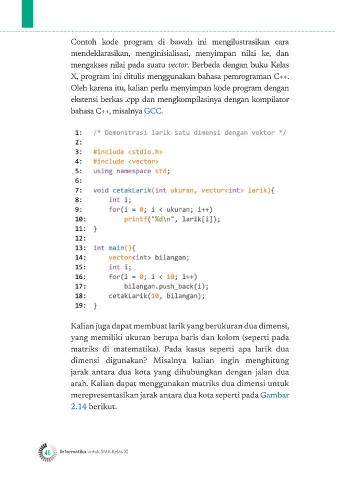 Contoh kode program di bawah ini mengilustrasikan cara
mendeklarasikan, menginisialisasi, menyimpan nilai ke, dan
mengakses nilai pada suatu vector. Berbeda dengan buku Kelas
X, program ini ditulis menggunakan bahasa pemrograman C++.
Oleh karena itu, kalian perlu menyimpan kode program dengan
ekstensi berkas .cpp dan mengkompilasinya dengan kompilator
bahasa C++, misalnya GCC.
1: /* Demonstrasi larik satu dimensi dengan vektor */
2:
3: #include <stdio.h>
4: #include <vector>
5: using namespace std;
6:
7: void cetakLarik(int ukuran, vector<int> larik){
8: int i;
9: for(i = 0; i < ukuran; i++)
10: printf("%d\n", larik[i]);
11: }
12:
13: int main(){
14: vector<int> bilangan;
15: int i;
16: for(i = 0; i < 10; i++)
17: bilangan.push_back(i);
18: cetakLarik(10, bilangan);
19: }
Kalian juga dapat membuat larik yang berukuran dua dimensi,
yang memiliki ukuran berupa baris dan kolom (seperti pada
matriks di matematika). Pada kasus seperti apa larik dua
dimensi digunakan? Misalnya kalian ingin menghitung
jarak antara dua kota yang dihubungkan dengan jalan dua
arah. Kalian dapat menggunakan matriks dua dimensi untuk
merepresentasikan jarak antara dua kota seperti pada Gambar
2.14 berikut.
46 Informatika untuk SMA Kelas XI